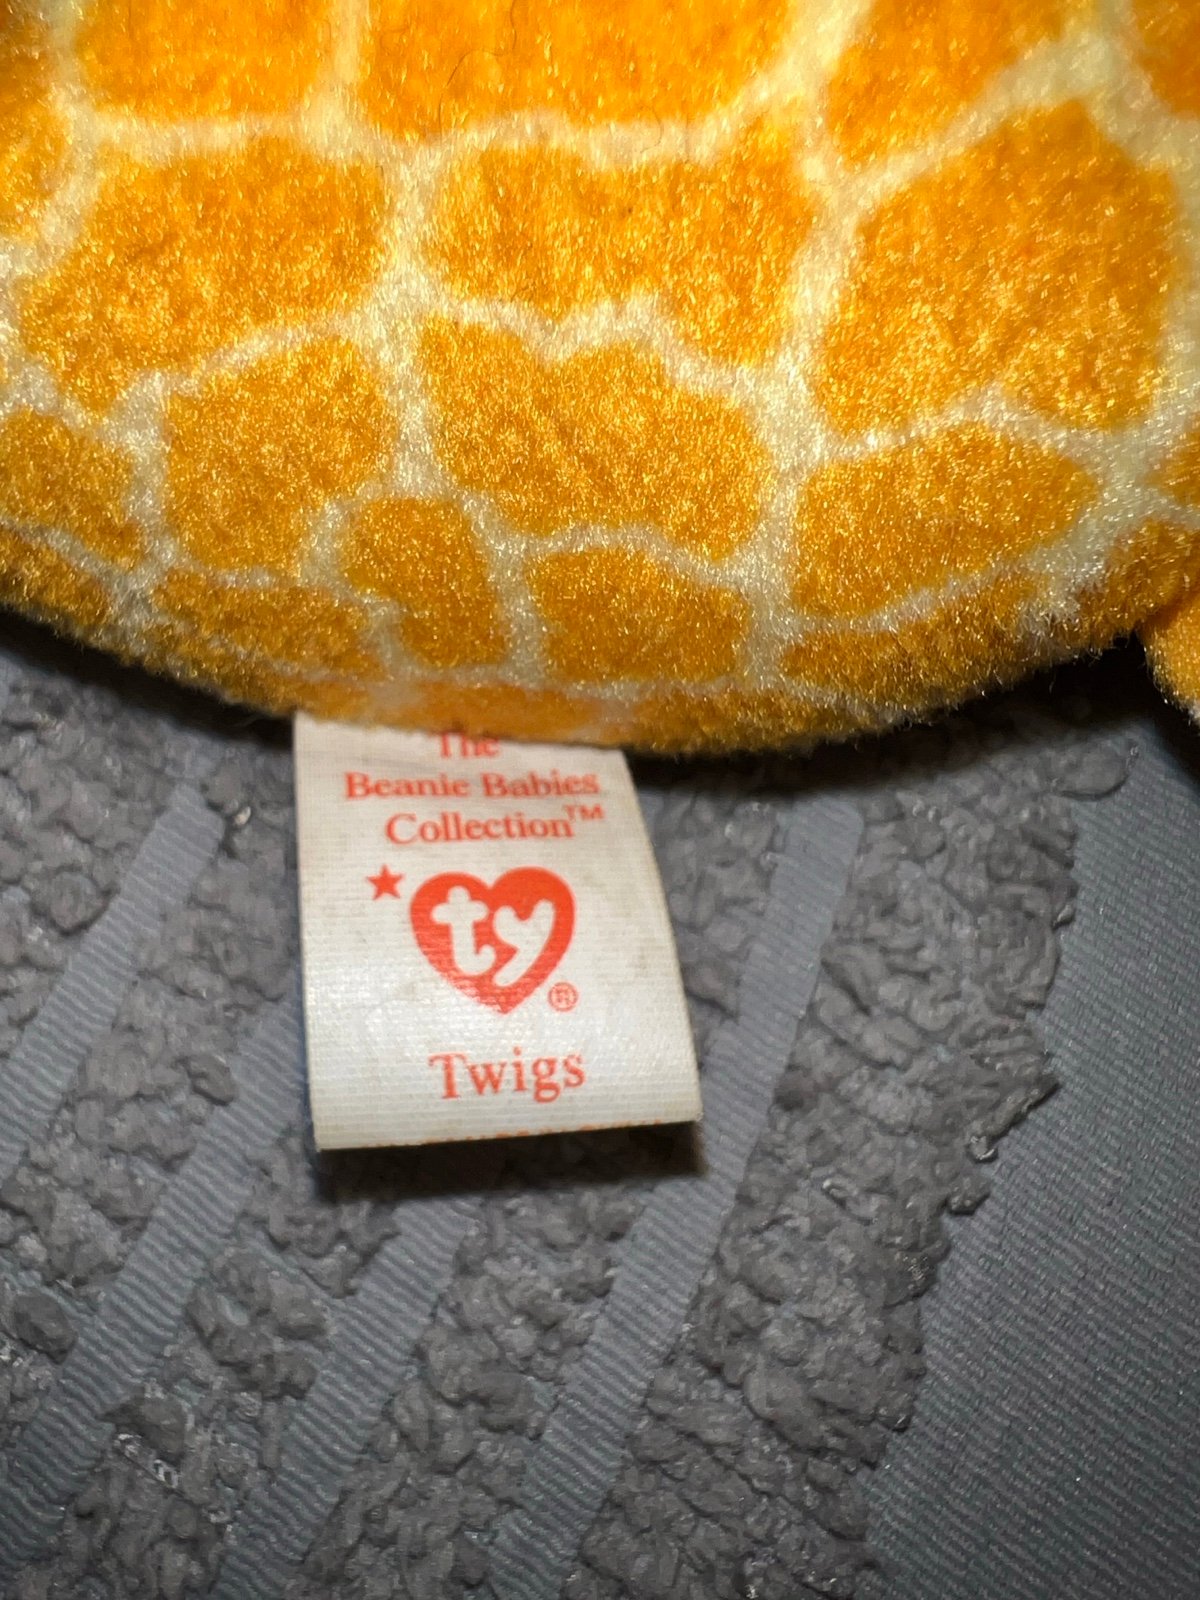 The
Beanie Babies
Collection™
ty®
Twigs